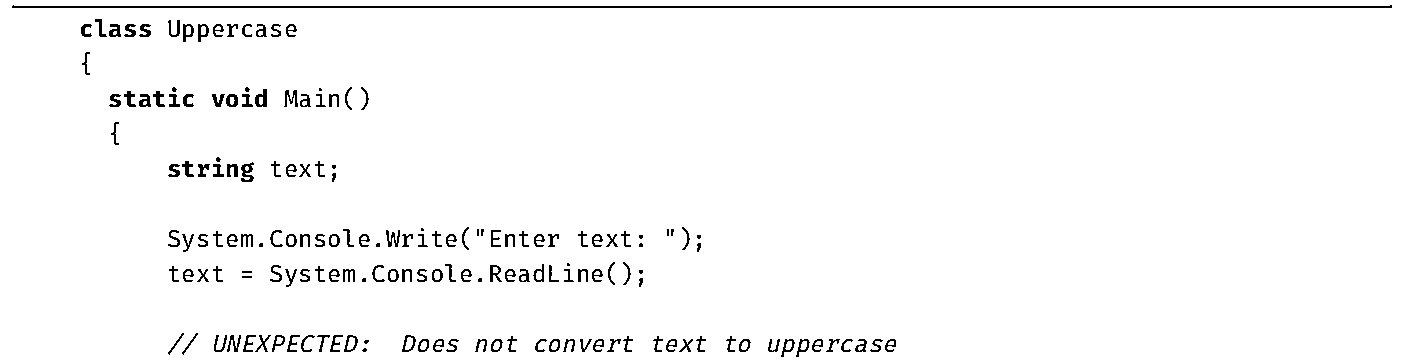 class Uppercase
{
  static void Main()
  {
      string text;

      System.Console.Write("Enter text: ");
      text = System.Console.ReadLine();

      // UNEXPECTED:  Does not convert text to uppercase